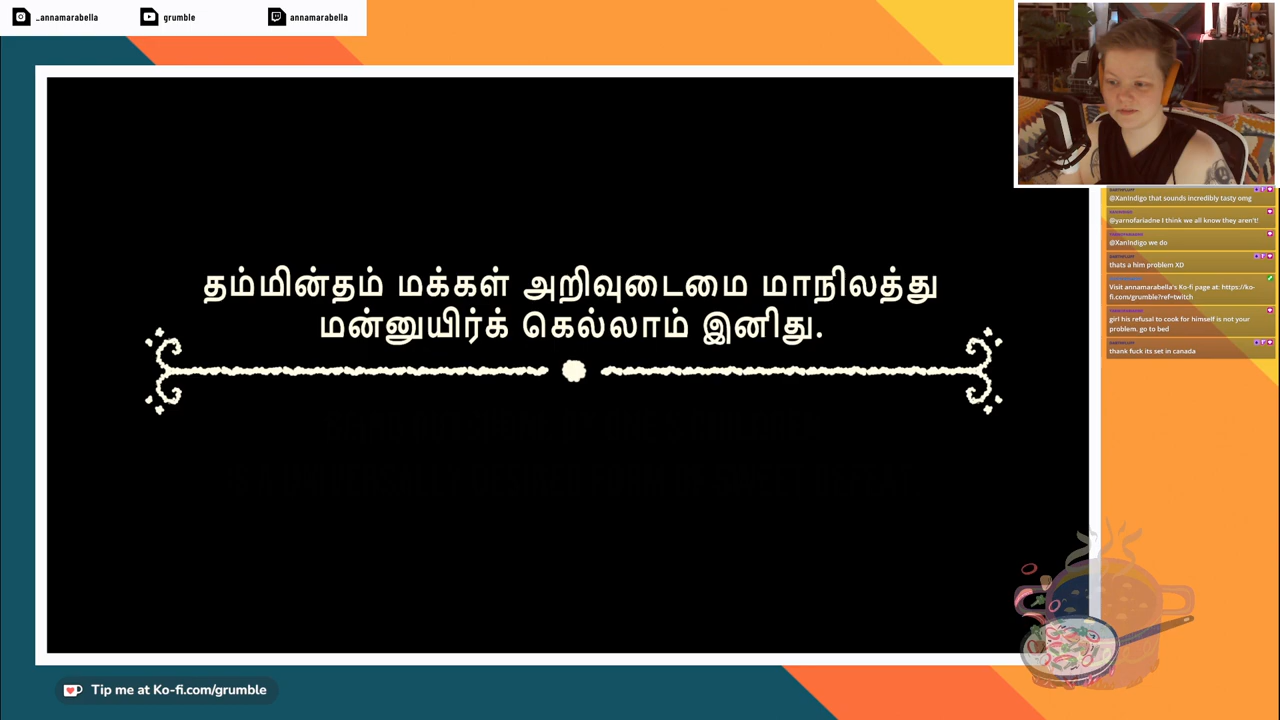 _annamarabella
grumble
annamarabella
தம்மின்தம் மக்கள் அறிவுடைமை மாநிலத்து
மன்னுயிர்க் கெல்லாம் இனிது.
@XanIndigo that sounds incredibly tasty omg
@yarnofariadne I think we all know they aren't!
@XanIndigo we do
thats a him problem XD
Visit annamarabella's Ko-fi page at: https://ko-
fi.com/grumble?ref=twitch
girl his refusal to cook for himself is not your
problem. go to bed
thank fuck its set in canada
Tip me at Ko-fi.com/grumble